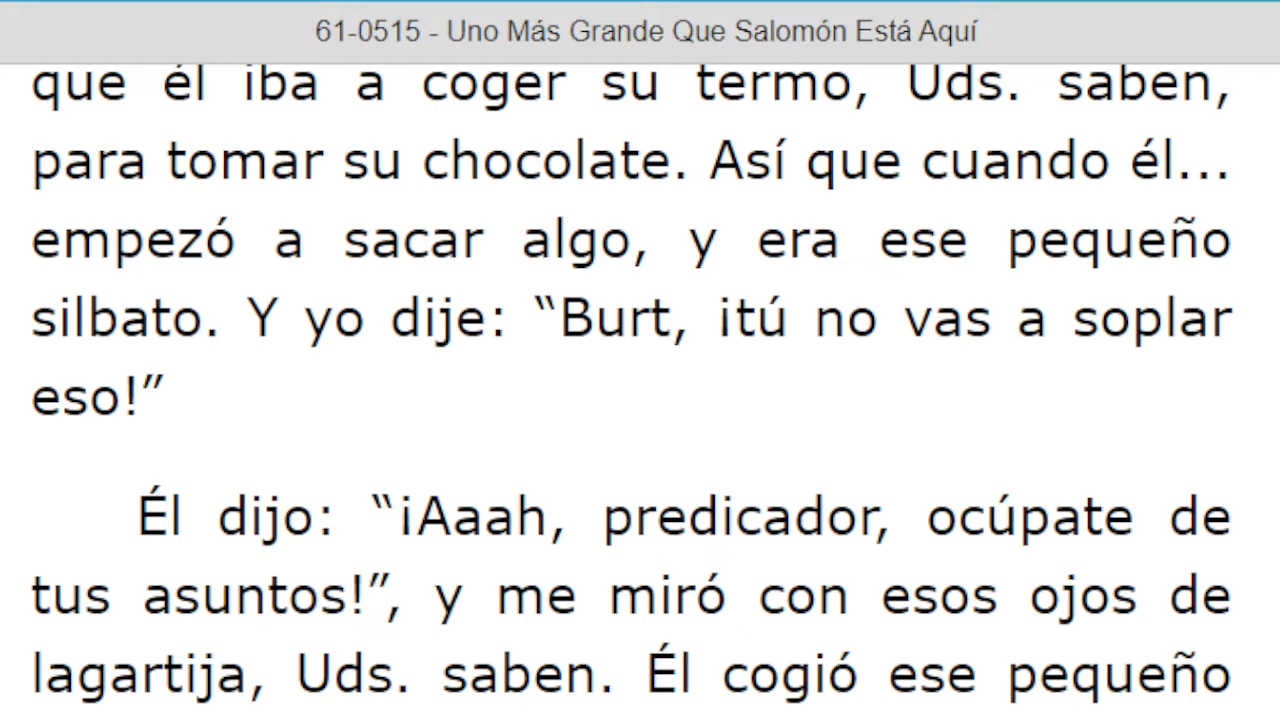 61-0515 - Uno Más Grande Que Salomón Está Aquí
que él iba a coger su termo, Uds. saben,
para tomar su chocolate. Así que cuando él...
empezó a sacar algo, y era ese pequeño
silbato. Y yo dije: “Burt, ¡tú no vas a soplar
eso!”
Él dijo: “¡Aaah, predicador, ocúpate de
tus asuntos!”, y me miró con esos ojos de
lagartija, Uds. saben. Él cogió ese pequeño